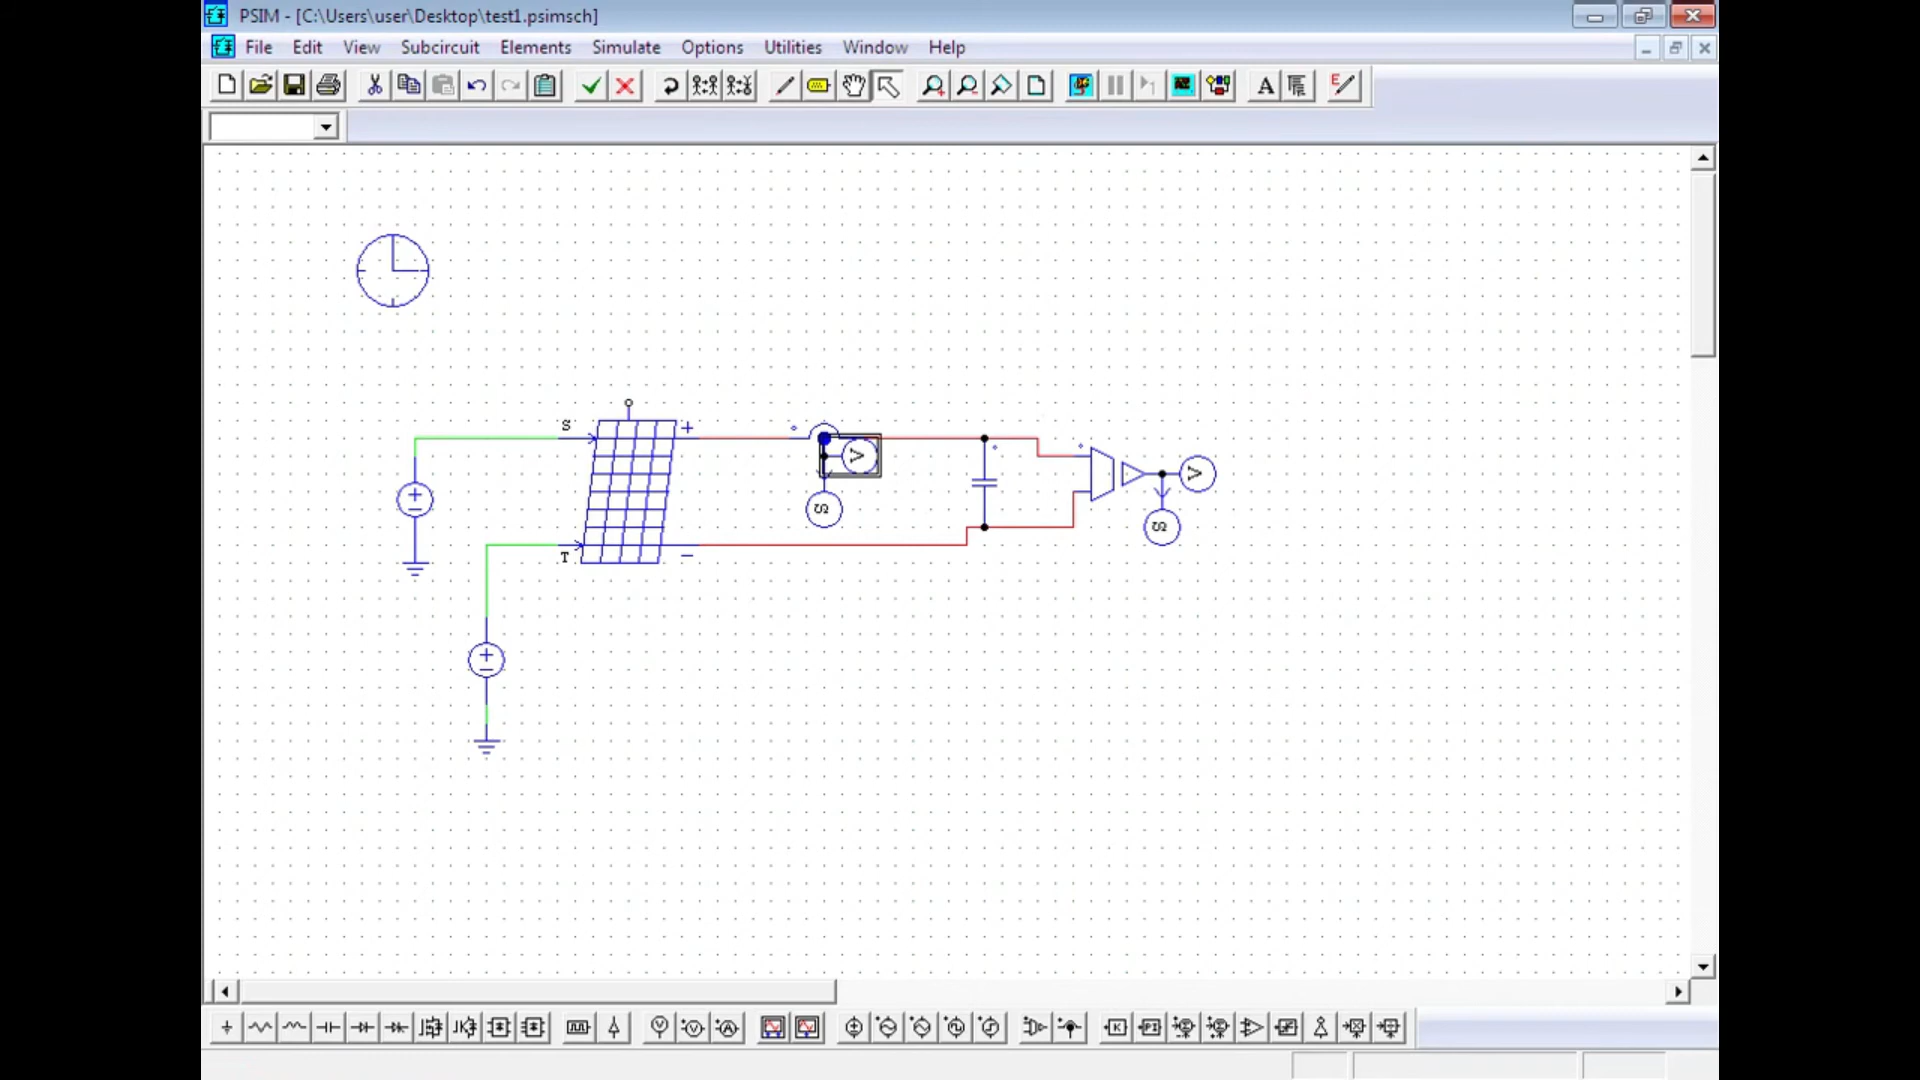 PSIM - [C:\Users\user\Desktop\test1.psimsch]
File Edit View Subcircuit Elements Simulate Options Utilities Window Help
S
+
V
V
S
S
T
−